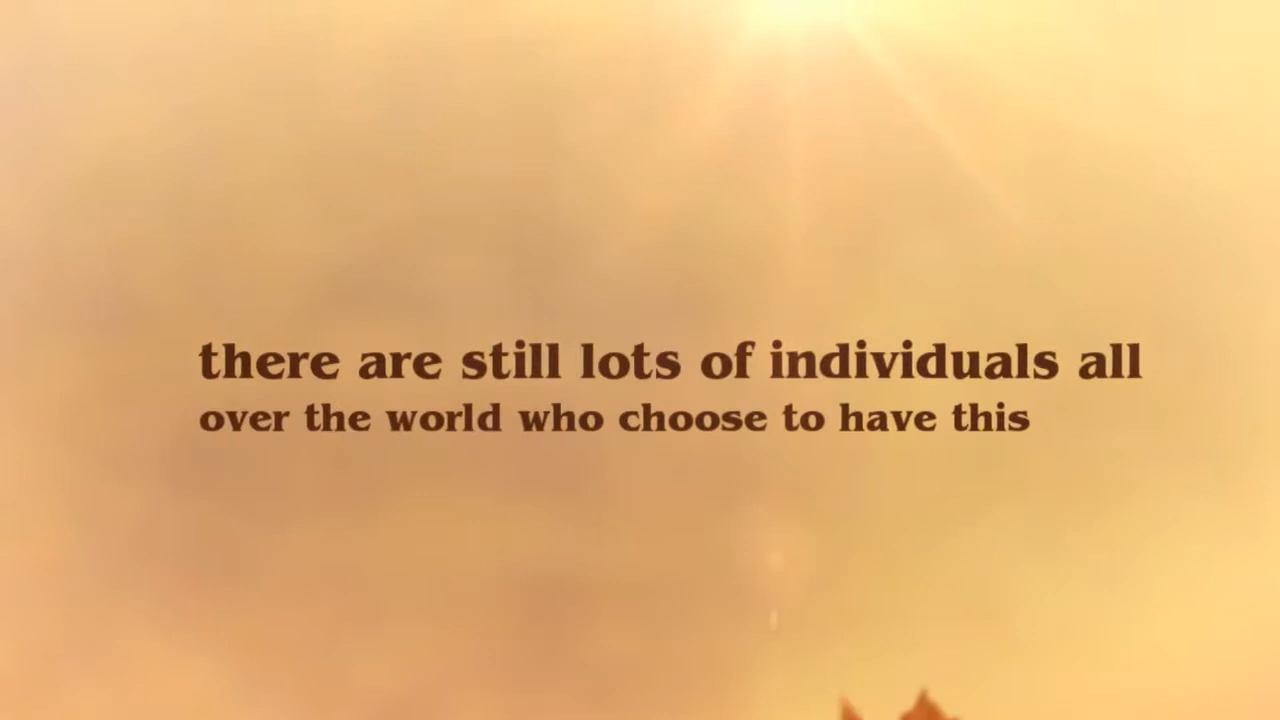 there are still lots of individuals all
over the world who choose to have this